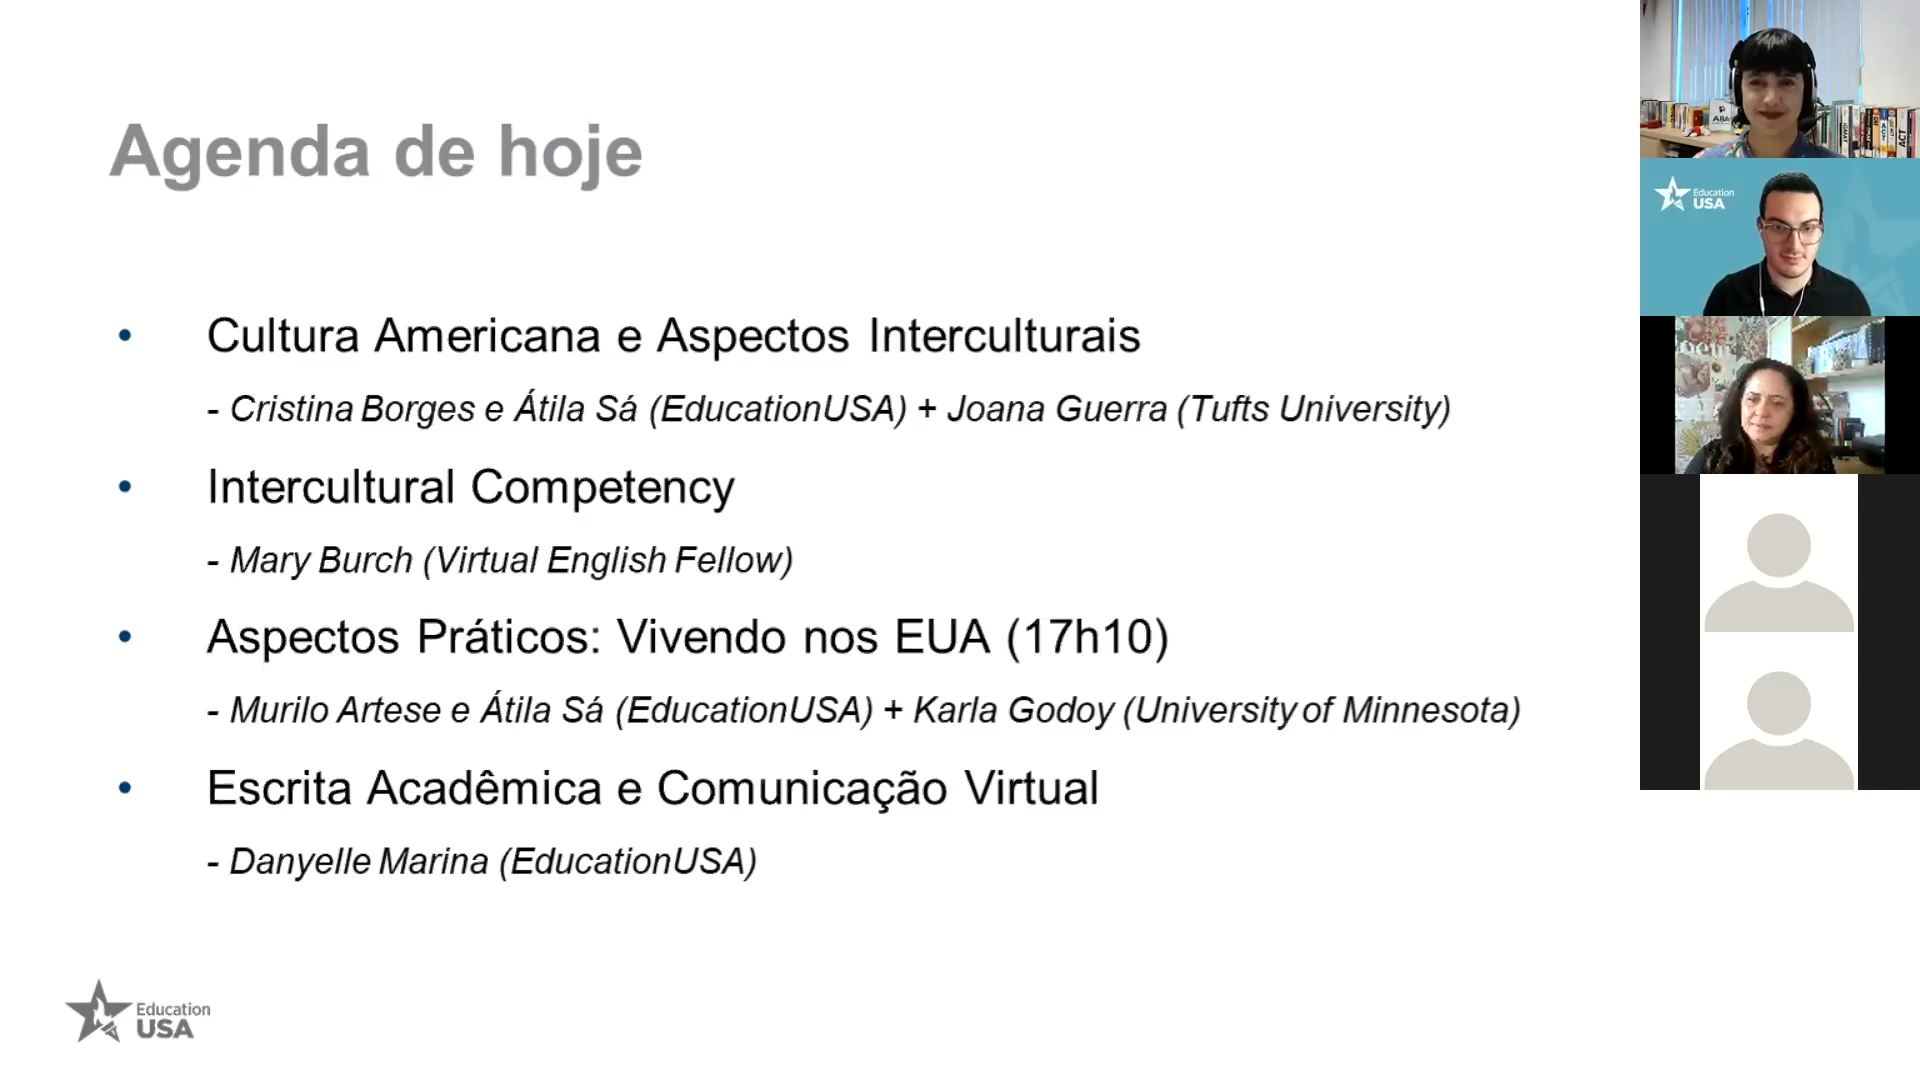 Agenda de hoje
• Cultura Americana e Aspectos Interculturais
- Cristina Borges e Átila Sá (EducationUSA) + Joana Guerra (Tufts University)
• Intercultural Competency
- Mary Burch (Virtual English Fellow)
• Aspectos Práticos: Vivendo nos EUA (17h10)
- Murilo Artese e Átila Sá (EducationUSA) + Karla Godoy (University of Minnesota)
• Escrita Acadêmica e Comunicação Virtual
- Danyelle Marina (EducationUSA)
Education
USA
Education
USA
ACT
ACT